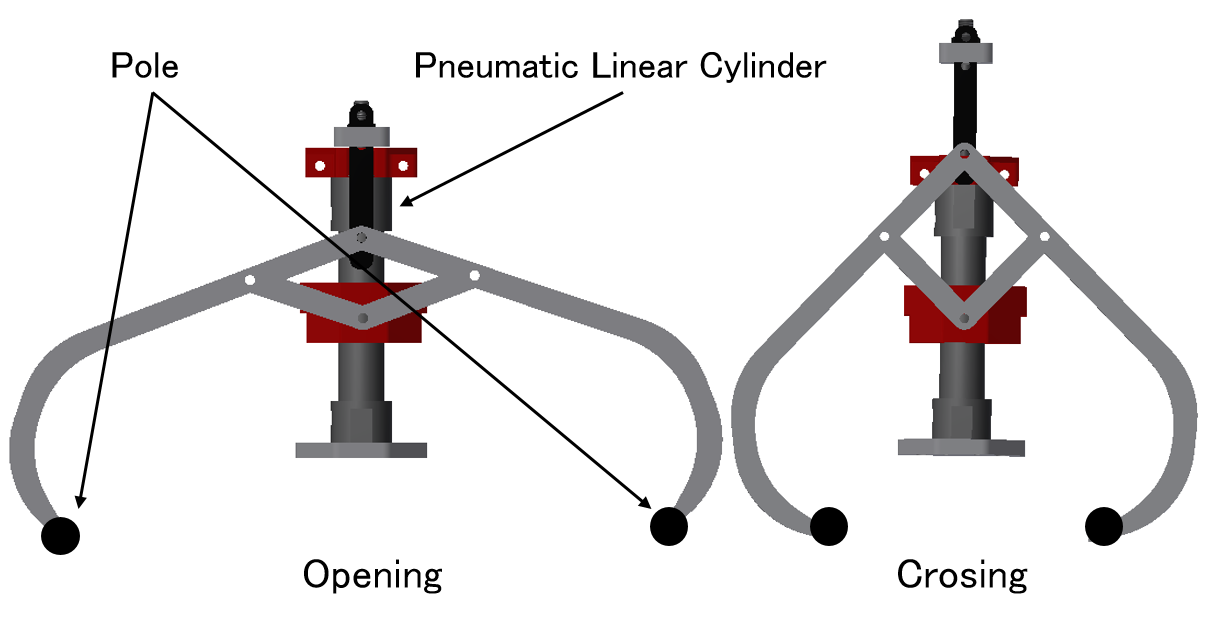 Pole
Pneumatic Linear Cylinder
Opening
Crosing